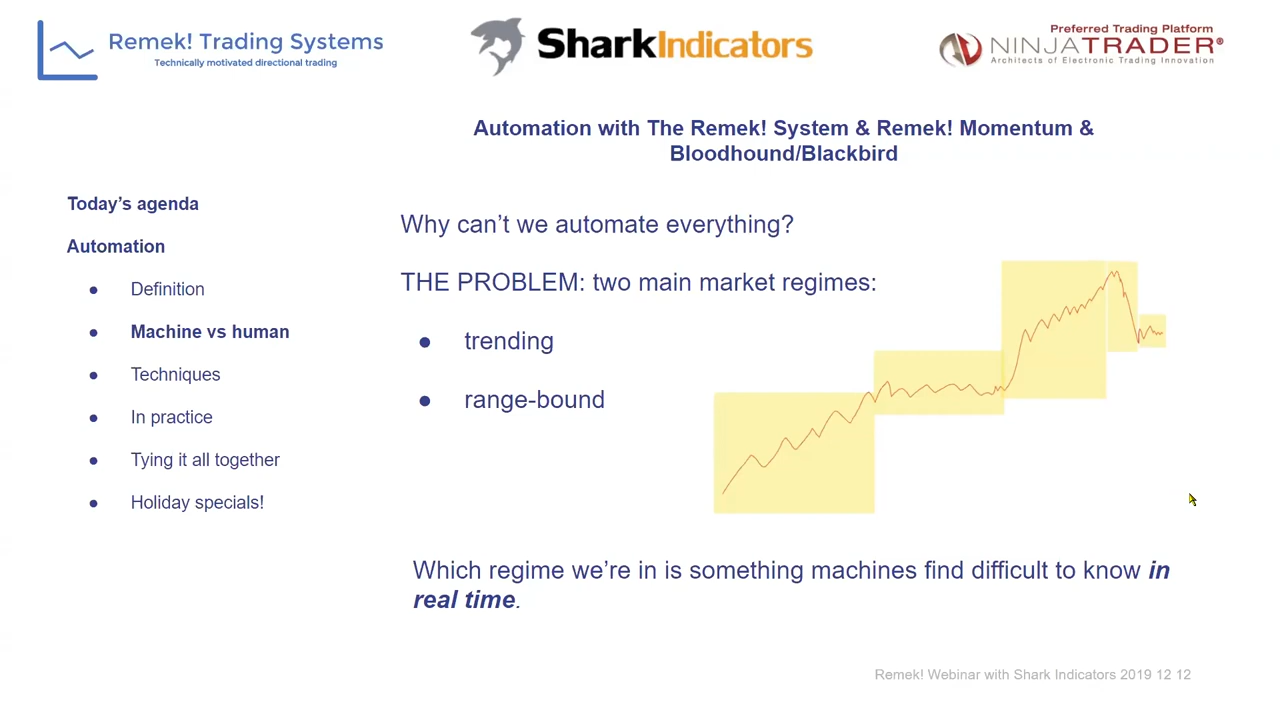 Remek! Trading Systems
Technically motivated directional trading
SharkIndicators
Preferred Trading Platform
NINJATRADER®
Architects of Electronic Trading Innovation
Automation with The Remek! System & Remek! Momentum &
Bloodhound/Blackbird
Today’s agenda
Automation
● Definition
● Machine vs human
● Techniques
● In practice
● Tying it all together
● Holiday specials!
Why can’t we automate everything?
THE PROBLEM: two main market regimes:
● trending
● range-bound
Which regime we’re in is something machines find difficult to know in
real time.
Remek! Webinar with Shark Indicators 2019 12 12